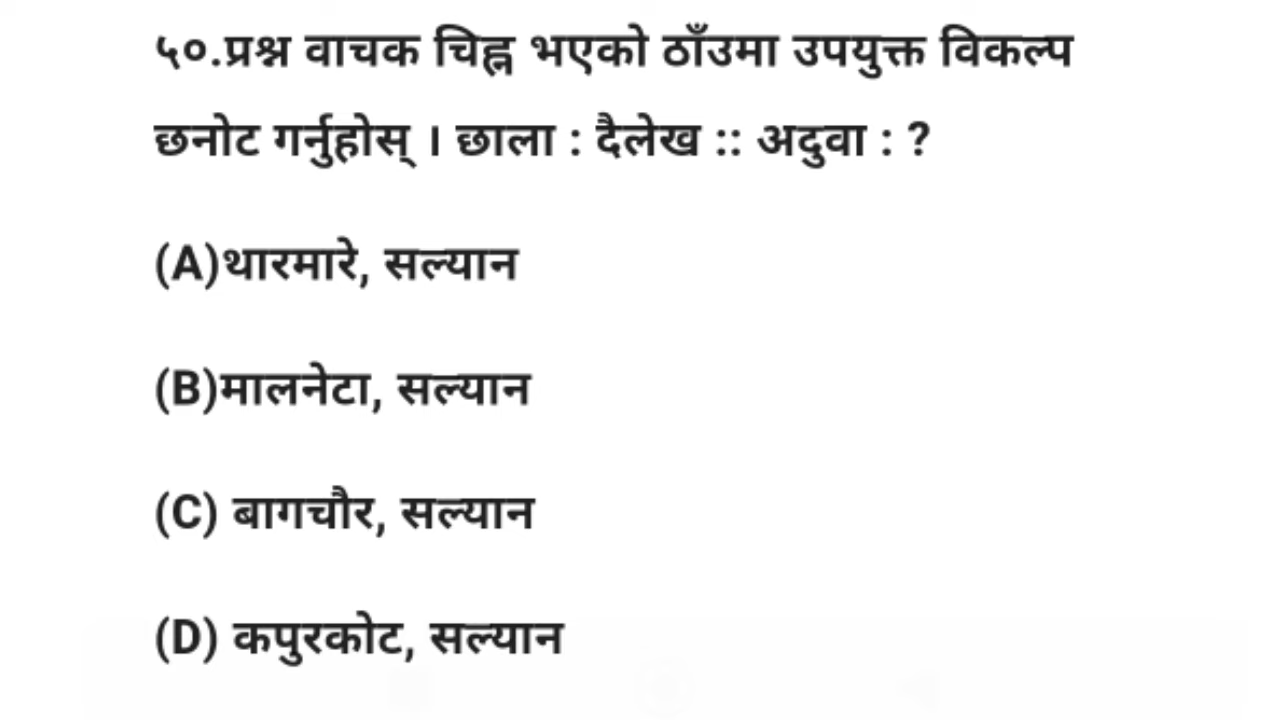 ५०.प्रश्न वाचक चिह्न भएको ठाँउमा उपयुक्त विकल्प
छनोट गर्नुहोस् । छाला : दैलेख :: अदुवा : ?
(A)थारमारे, सल्यान
(B)मालनेटा, सल्यान
(C) बागचौर, सल्यान
(D) कपुरकोट, सल्यान